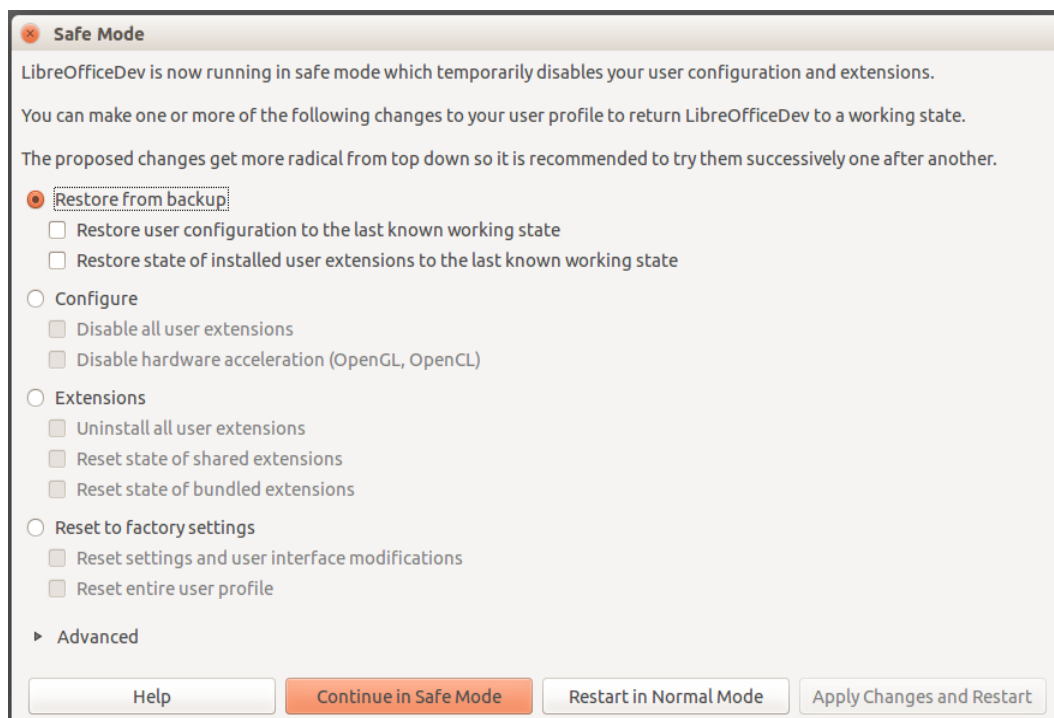 Safe Mode
LibreOfficeDev is now running in safe mode which temporarily disables your user configuration and extensions.
You can make one or more of the following changes to your user profile to return LibreOfficeDev to a working state.
The proposed changes get more radical from top down so it is recommended to try them successively one after another.
Restore from backup
Restore user configuration to the last known working state
Restore state of installed user extensions to the last known working state
Configure
Disable all user extensions
Disable hardware acceleration (OpenGL, OpenCL)
Extensions
Uninstall all user extensions
Reset state of shared extensions
Reset state of bundled extensions
Reset to factory settings
Reset settings and user interface modifications
Reset entire user profile
Advanced
Help Continue in Safe Mode Restart in Normal Mode Apply Changes and Restart